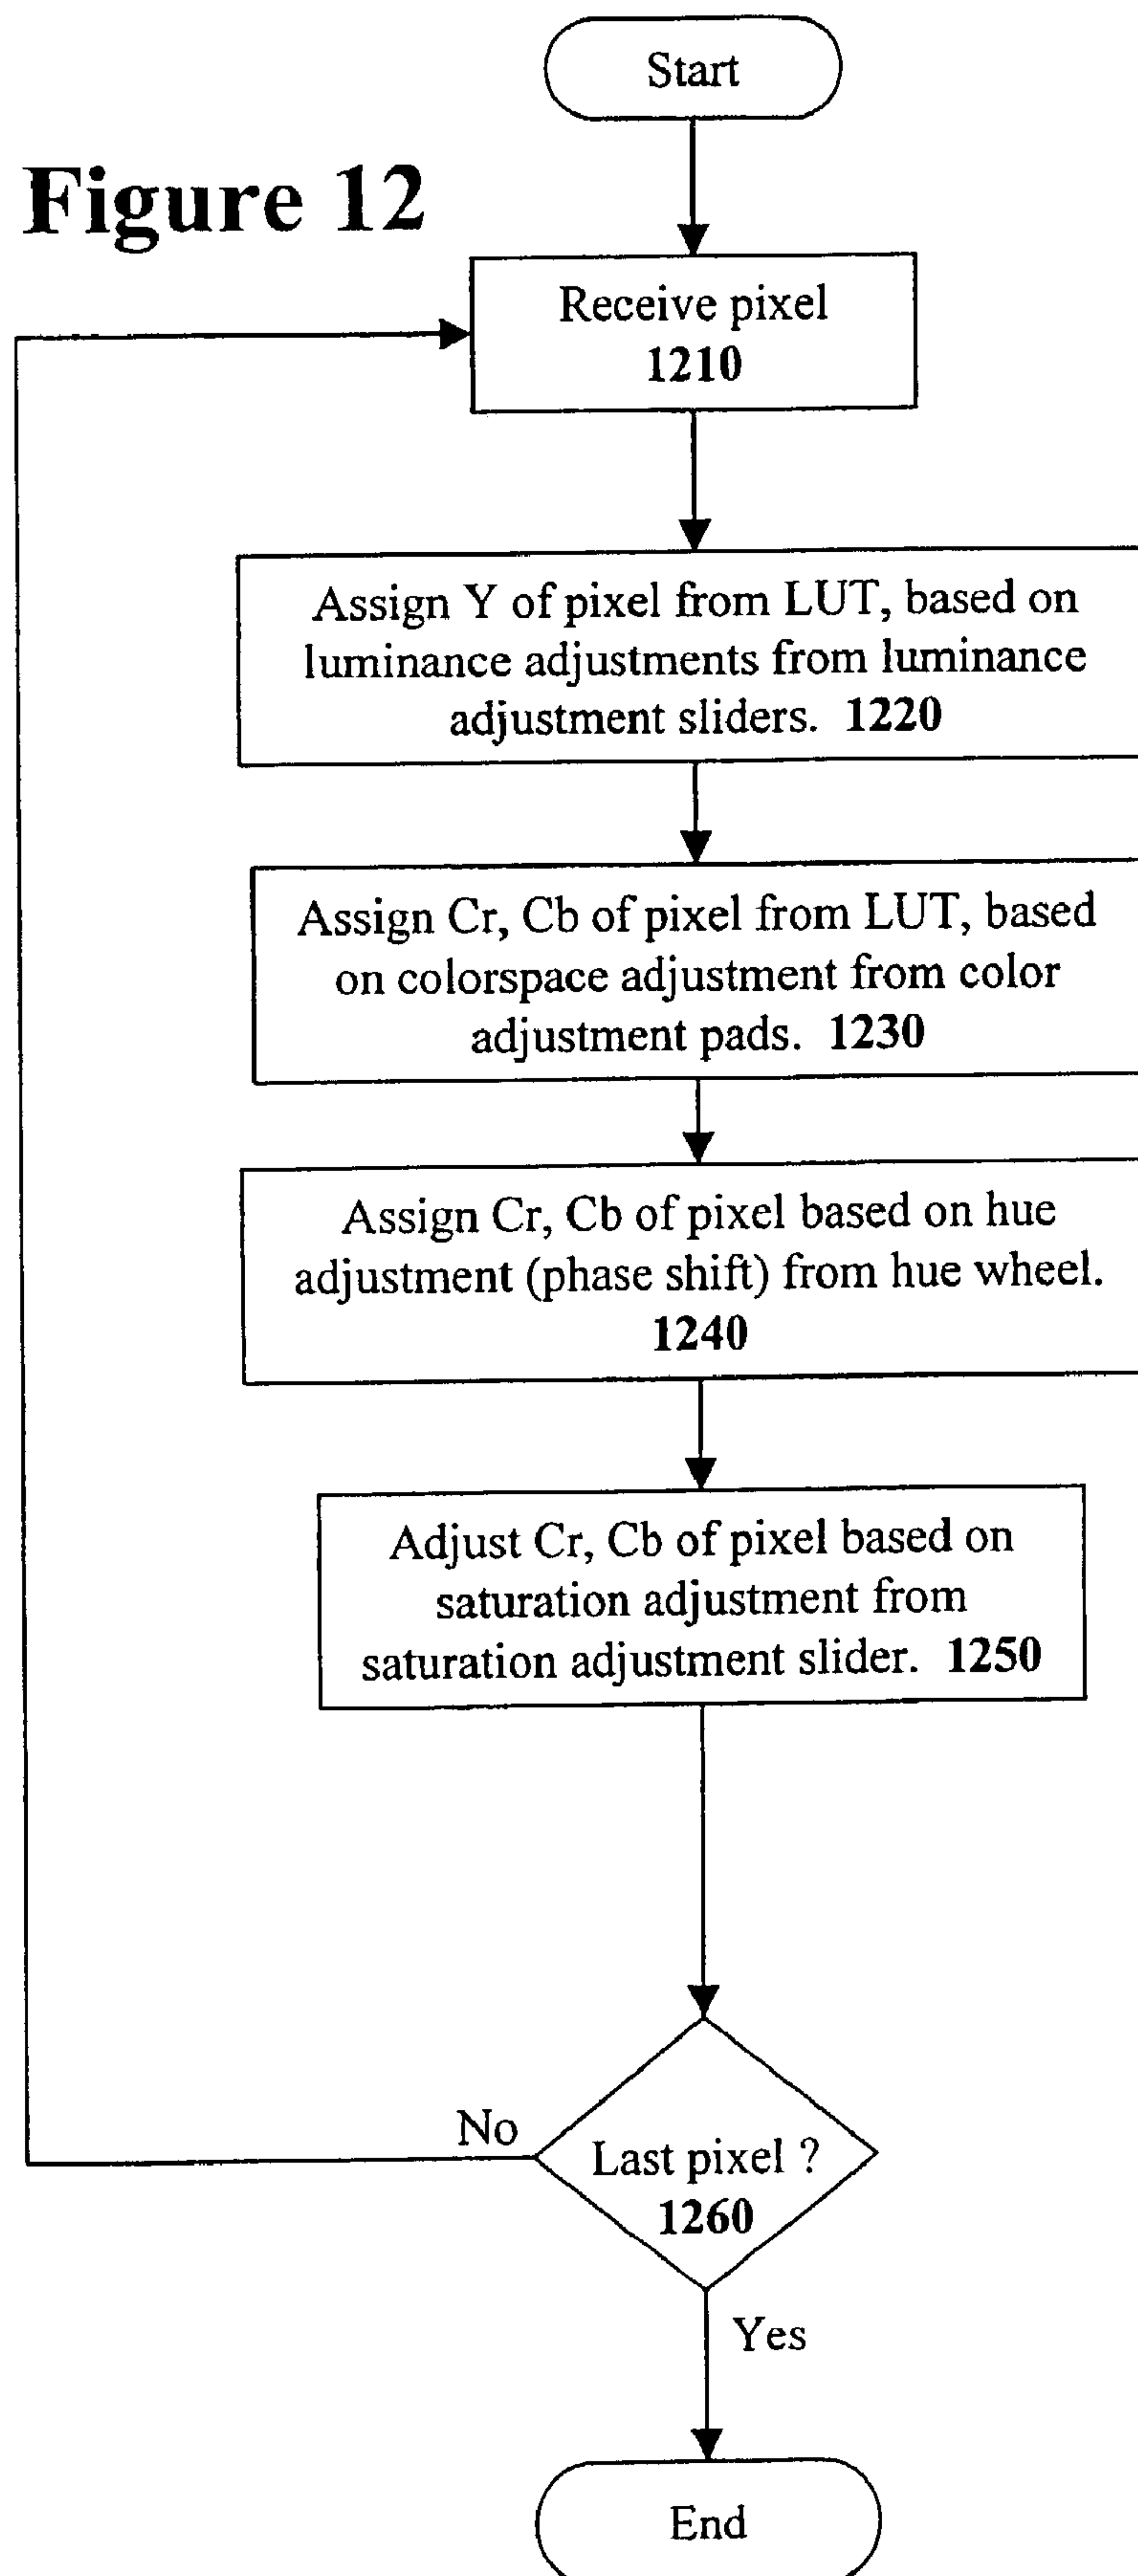 Start
Figure 12
Receive pixel
1210
Assign Y of pixel from LUT, based on
luminance adjustments from luminance
adjustment sliders. 1220
Assign Cr, Cb of pixel from LUT, based
on colorspace adjustment from color
adjustment pads. 1230
Assign Cr, Cb of pixel based on hue
adjustment (phase shift) from hue wheel.
1240
Adjust Cr, Cb of pixel based on
saturation adjustment from
saturation adjustment slider. 1250
No
Last pixel ?
1260
Yes
End